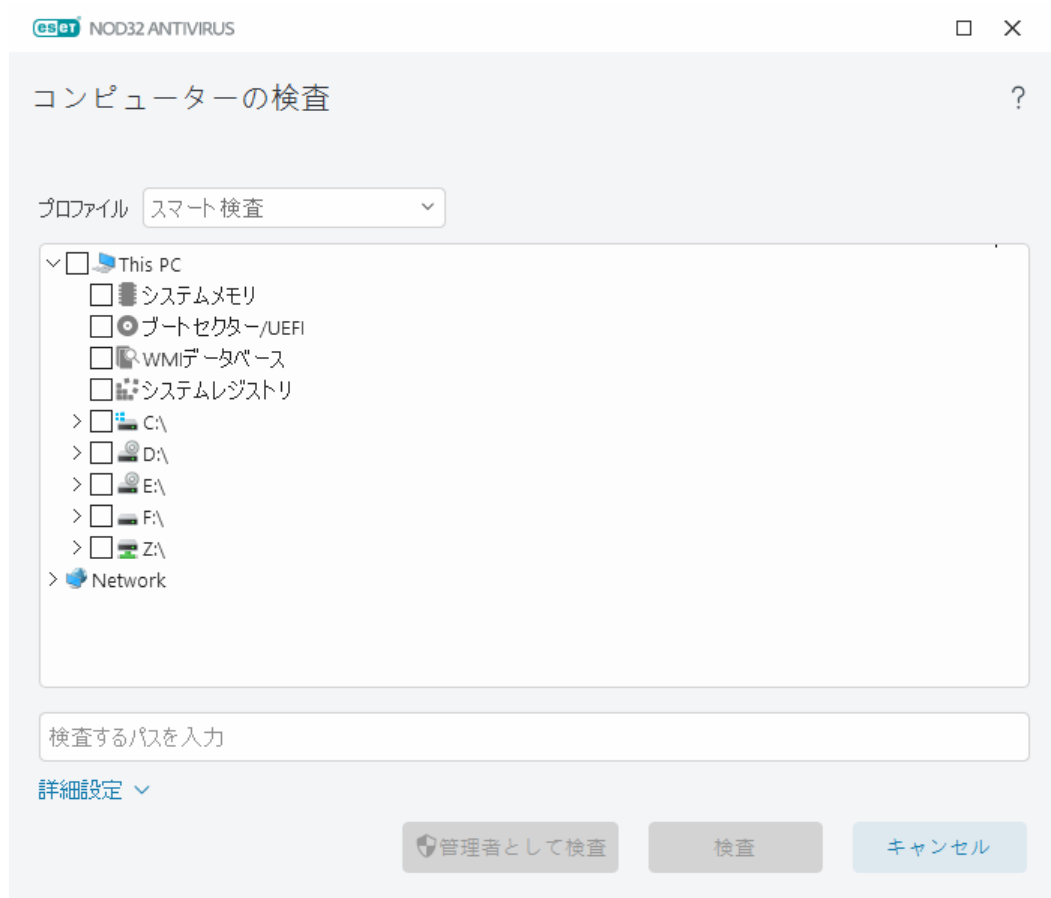 eseT NOD32 ANTIVIRUS
コンピューターの検査
?
プロファイル スマート検査
This PC
システムメモリ
ブートセクター/UEFI
WMIデータベース
システムレジストリ
C:\
D:\
E:\
F:\
Z:\
Network
検査するパスを入力
詳細設定
管理者として検査 検査 キャンセル